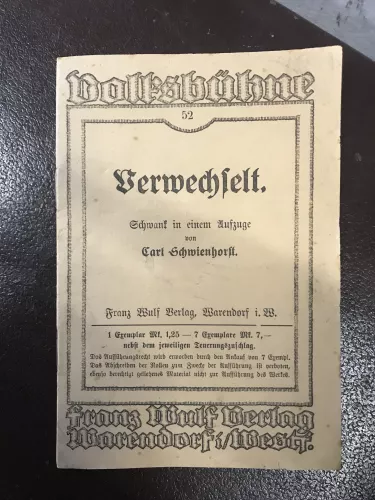 Volksbühne
52
Verwechselt.
Schwank in einem Aufzuge
von
Carl Schwienhorst.
Franz Wulf Verlag, Warendorf i. W.
1 Exemplar Mk. 1,25 — 7 Exemplare Mk. 7,—
nebst dem jeweiligen Teuerungszuschlag.
Das Aufführungsrecht wird erworben durch den Ankauf von 7 Exempl.
Das Abschreiben der Rollen zum Zwecke der Aufführung ist verboten,
ebenso berechtigt geliehenes Material nicht zur Aufführung des Werkes.
Franz Wulf Verlag
Warendorf i/Westf.